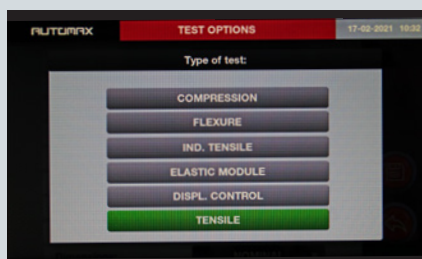 AUTOMAX
TEST OPTIONS
17-02-2021 10:32
Type of test:
COMPRESSION
FLEXURE
IND. TENSILE
ELASTIC MODULE
DISPL. CONTROL
TENSILE